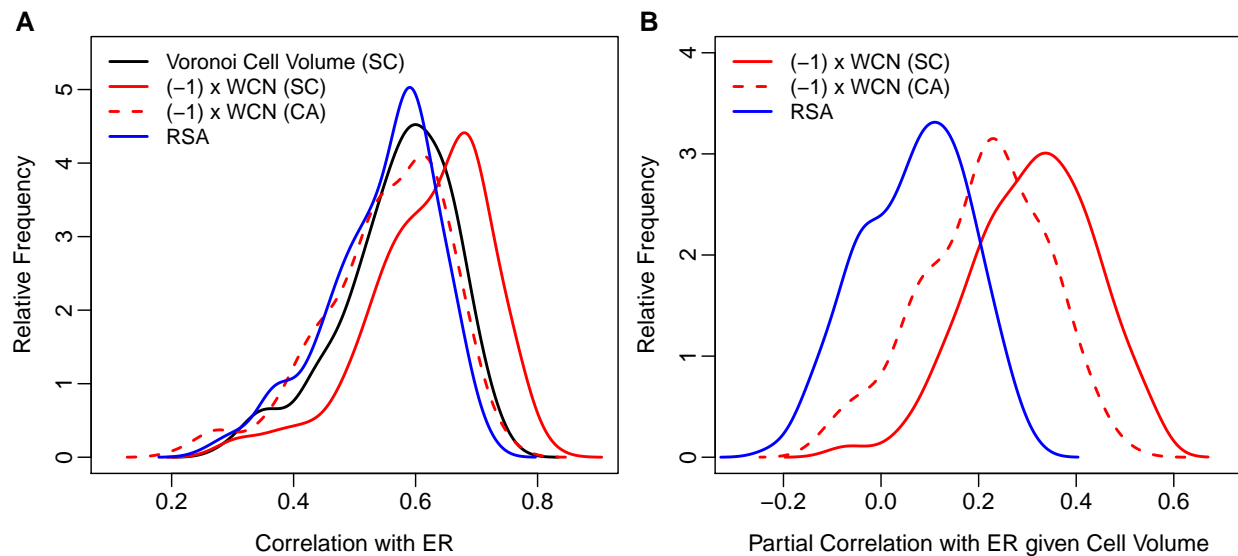 A
Voronoi Cell Volume (SC)
(−1) x WCN (SC)
(−1) x WCN (CA)
RSA
Relative Frequency
0
1
2
3
4
5
0.2
0.4
0.6
0.8
Correlation with ER
B
(−1) x WCN (SC)
(−1) x WCN (CA)
RSA
Relative Frequency
0
1
2
3
4
−0.2
0.0
0.2
0.4
0.6
Partial Correlation with ER given Cell Volume